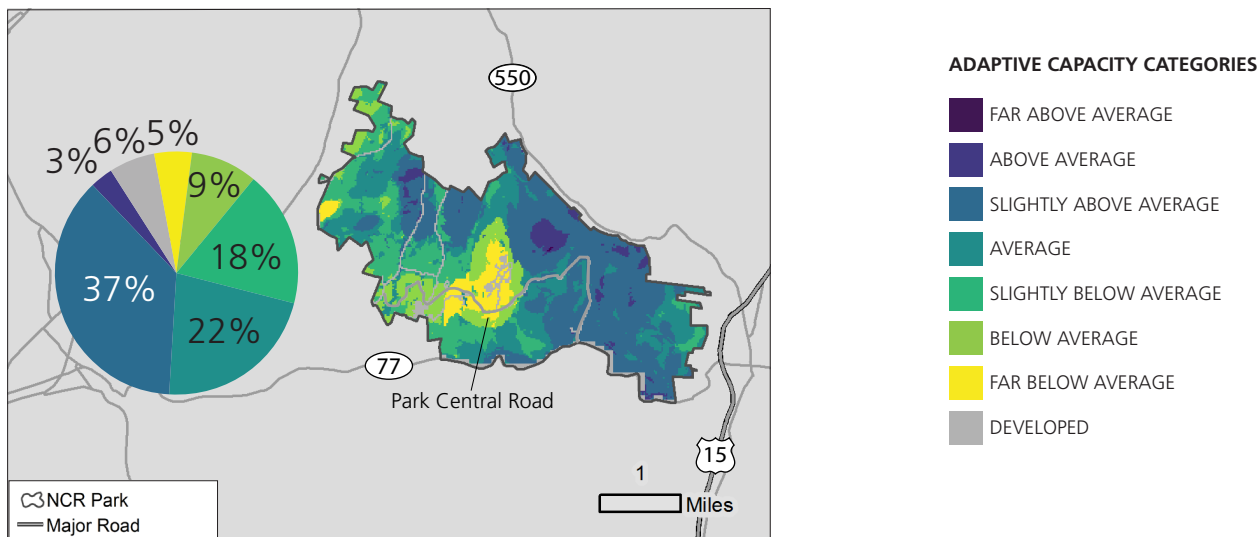 550
3%
6%
5%
9%
18%
37%
22%
77
Park Central Road
15
1
Miles
NCR Park
Major Road
ADAPTIVE CAPACITY CATEGORIES
FAR ABOVE AVERAGE
ABOVE AVERAGE
SLIGHTLY ABOVE AVERAGE
AVERAGE
SLIGHTLY BELOW AVERAGE
BELOW AVERAGE
FAR BELOW AVERAGE
DEVELOPED